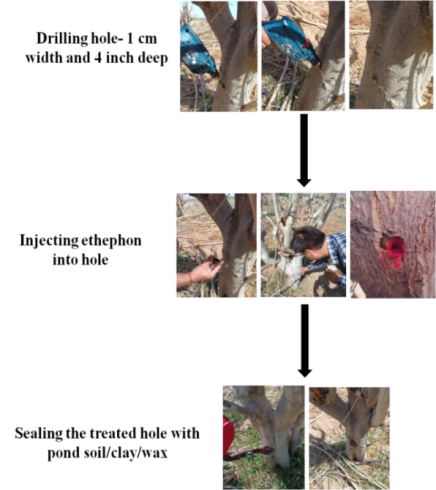 Drilling hole- 1 cm
width and 4 inch deep
Injecting ethephon
into hole
Sealing the treated hole with
pond soil/clay/wax